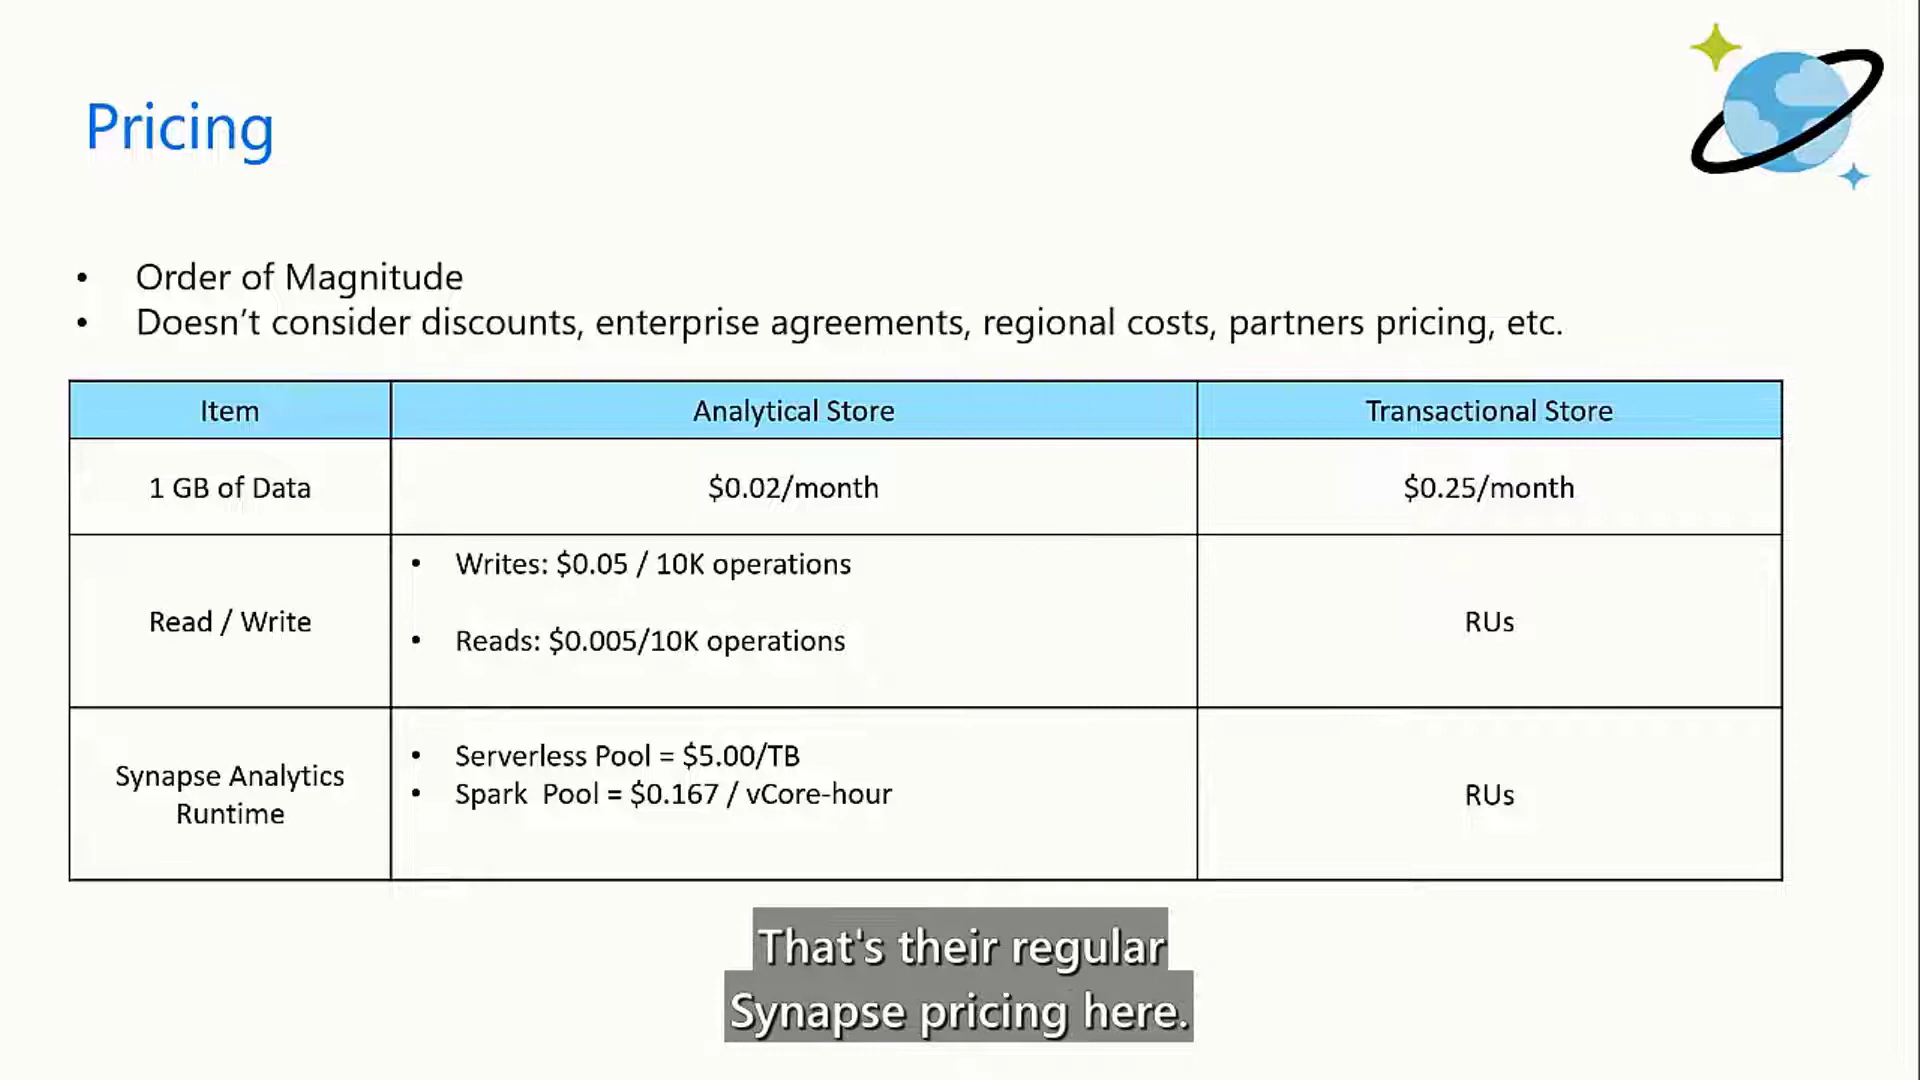 Pricing
• Order of Magnitude
• Doesn’t consider discounts, enterprise agreements, regional costs, partners pricing, etc.
Item Analytical Store Transactional Store
1 GB of Data $0.02/month $0.25/month
Read / Write
• Writes: $0.05 / 10K operations
• Reads: $0.005/10K operations
RUs
Synapse Analytics
Runtime
• Serverless Pool = $5.00/TB
• Spark  Pool = $0.167 / vCore-hour
RUs
That's their regular
Synapse pricing here.